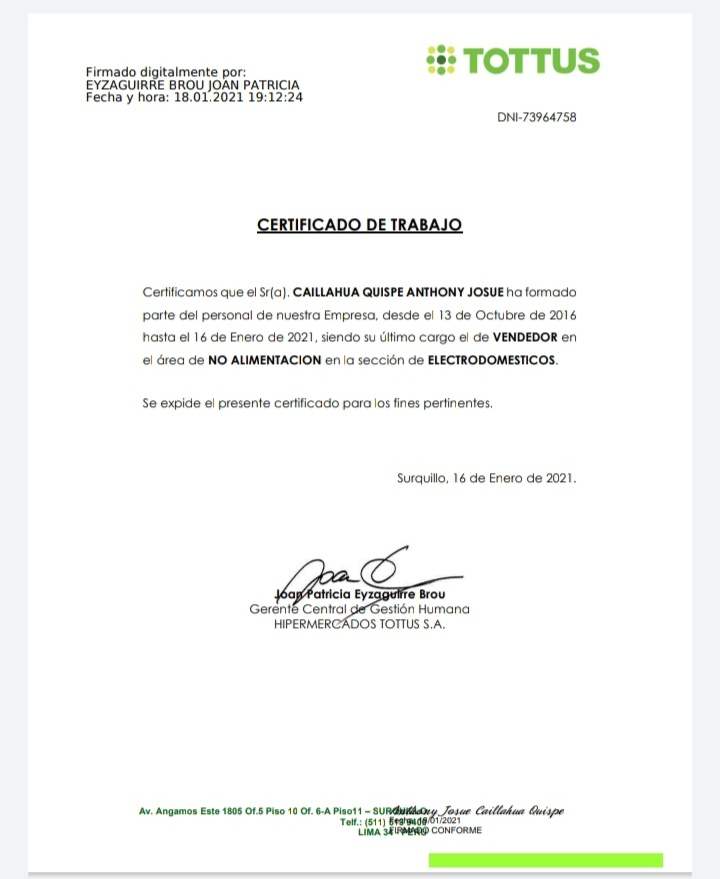 Firmado digitalmente por:
EYZAGUIRRE BROU JOAN PATRICIA
Fecha y hora: 18.01.2021 19:12:24
TOTTUS
DNI-73964758
CERTIFICADO DE TRABAJO
Certificamos que el Sr(a). CAILLAHUA QUISPE ANTHONY JOSUE ha formado
parte del personal de nuestra Empresa, desde el 13 de Octubre de 2016
hasta el 16 de Enero de 2021, siendo su último cargo el de VENDEDOR en
el área de NO ALIMENTACION en la sección de ELECTRODOMESTICOS.
Se expide el presente certificado para los fines pertinentes.
Surquillo, 16 de Enero de 2021.
Joan Patricia Eyzaguirre Brou
Gerente Central de Gestión Humana
HIPERMERCADOS TOTTUS S.A.
Av. Angamos Este 1805 Of.5 Piso 10 Of. 6-A Piso11 –
Anthony Josue Caillahua Quispe
Telf.: (511)
LIMA 34 - PERU
FIRMADO CONFORME